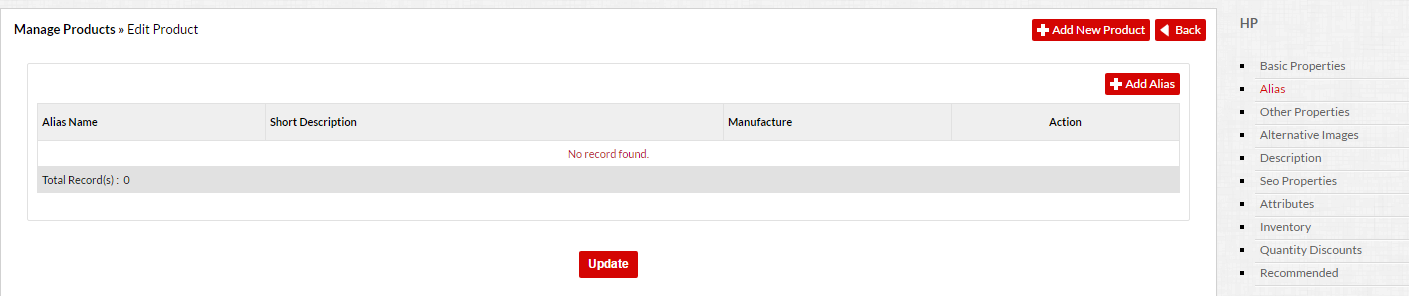 Manage Products » Edit Product
Add New Product
Back
Add Alias
Alias Name Short Description Manufacture Action
No record found.
Total Record(s) : 0
Update
HP
Basic Properties
Alias
Other Properties
Alternative Images
Description
Seo Properties
Attributes
Inventory
Quantity Discounts
Recommended